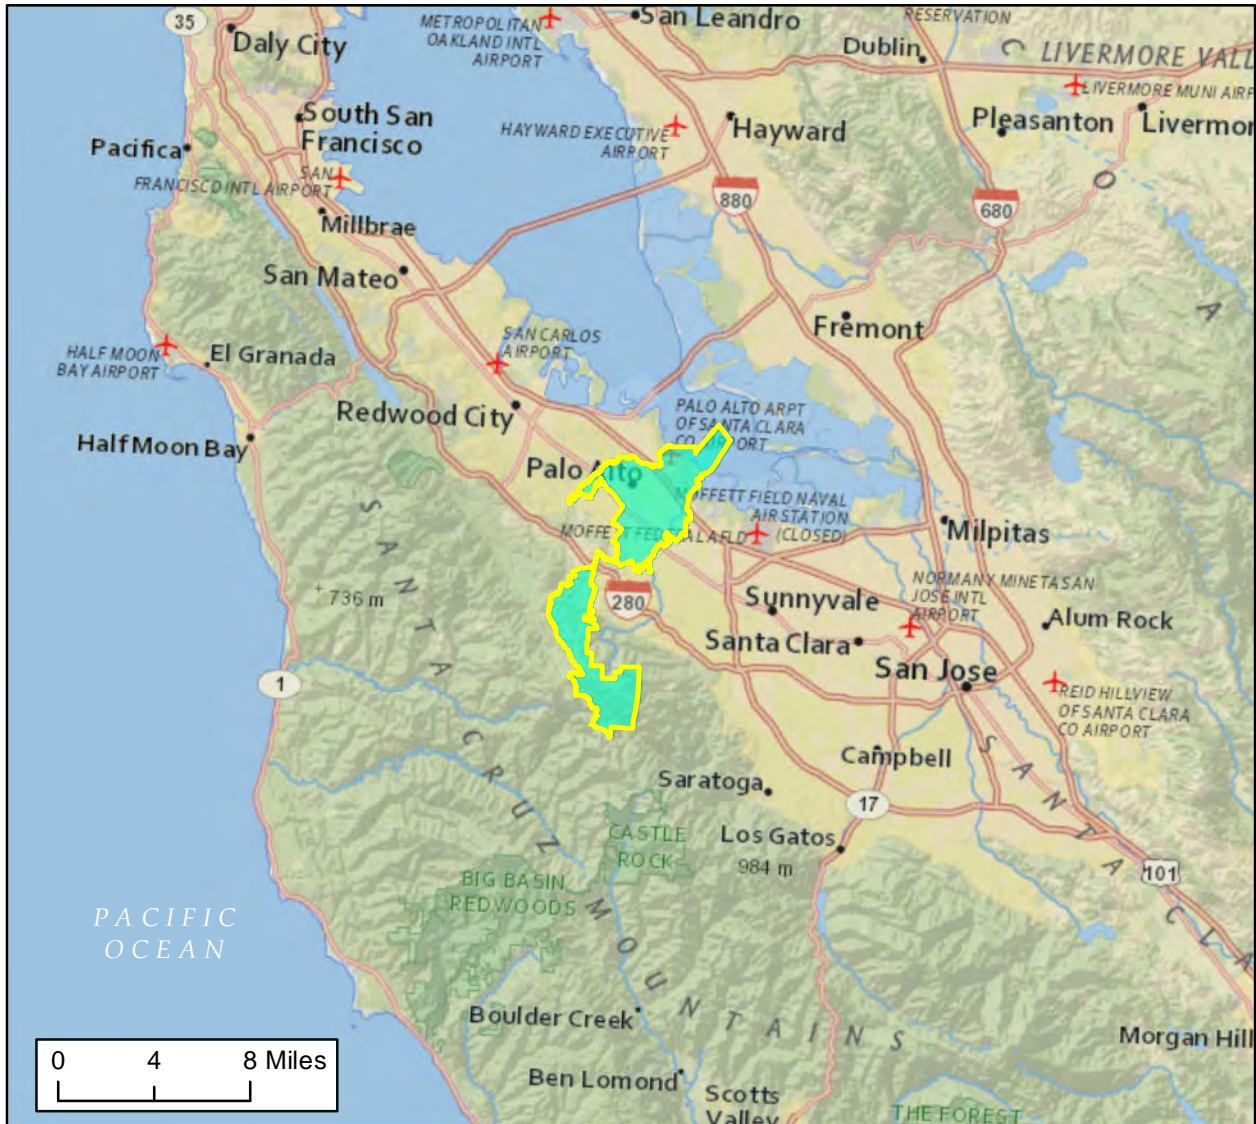 35
Daly City
METROPOLITAN
OAKLAND INTL
AIRPORT
San Leandro
RESERVATION
Dublin
LIVERMORE VALL
LIVERMORE MUNI AIRP
Pleasanton
Livermor
South San
Francisco
Pacifica
HAYWARD EXECUTIVE
AIRPORT
Hayward
SAN
FRANCISCO INTL AIRPORT
880
680
Millbrae
San Mateo
C O A
SAN CARLOS
AIRPORT
Fremont
HALF MOON
BAY AIRPORT
El Granada
Redwood City
PALO ALTO ARPT
OF SANTA CLARA
CO AIRPORT
Half Moon Bay
Palo Alto
MOFFETT FIELD NAVAL
AIR STATION
(CLOSED)
MOFFETT FEDERAL AFLD
Milpitas
736 m
280
Sunnyvale
NORMAN Y MINETA SAN
JOSE INTL
AIRPORT
Alum Rock
Santa Clara
San Jose
1
REID HILLVIEW
OF SANTA CLARA
CO AIRPORT
SANTA CRUZ MOUNTAINS
Campbell
Saratoga
17
SANTA CLA
CASTLE
ROCK
Los Gatos
984 m
101
BIG BASIN
REDWOODS
PACIFIC
OCEAN
Boulder Creek
Morgan Hill
0 4 8 Miles
Ben Lomond
Scotts
Valley
THE FOREST